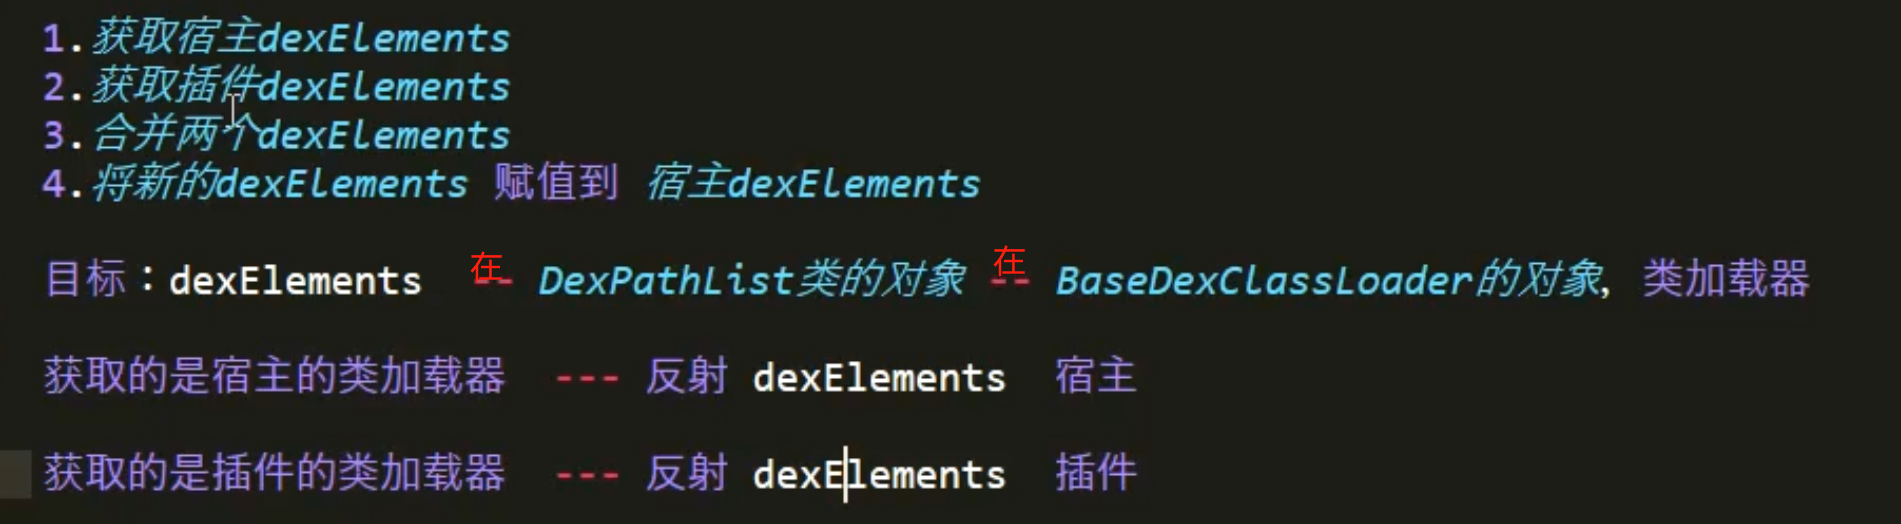 1.获取宿主dexElements
2.获取插件dexElements
3.合并两个dexElements
4.将新的dexElements 赋值到 宿主dexElements
目标：dexElements 在-- DexPathList类的对象 在-- BaseDexClassLoader的对象, 类加载器
获取的是宿主的类加载器 --- 反射 dexElements 宿主
获取的是插件的类加载器 --- 反射 dexElements 插件